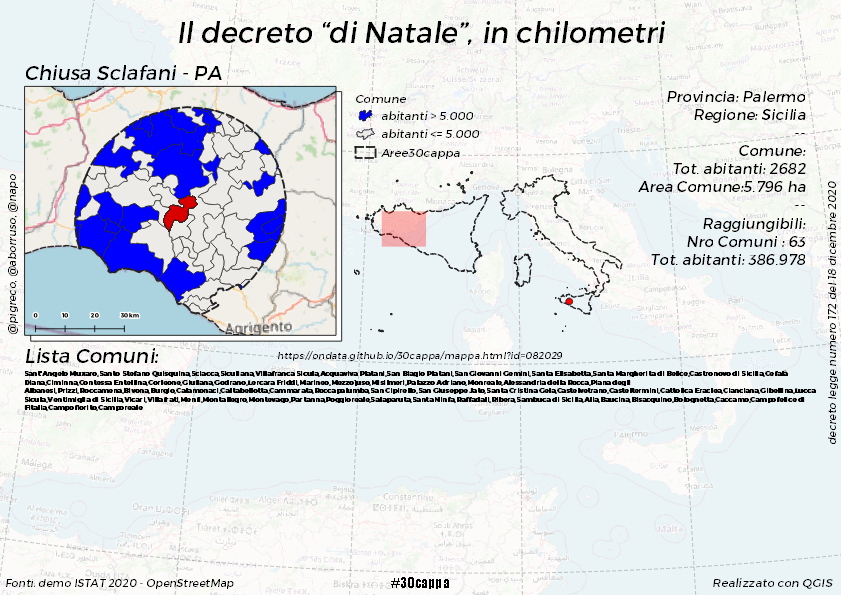 Il decreto “di Natale”, in chilometri
Chiusa Sclafani - PA
Comune
abitanti > 5.000
abitanti <= 5.000
Aree30cappa
0 10 20 30 km
Agrigento
Provincia: Palermo
Regione: Sicilia
--
Comune:
Tot. abitanti: 2682
Area Comune:5.796 ha
--
Raggiungibili:
Nro Comuni : 63
Tot. abitanti: 386.978
@pigreco, @aborruso, @napo
decreto legge numero 172 del 18 dicembre 2020
Lista Comuni:
https://ondata.github.io/30cappa/mappa.html?id=082029
Sant'Angelo Muxaro, Santo Stefano Quisquina, Sciacca, Siculiana, Villafranca Sicula, Acquaviva Platani, San Biagio Platani, San Giovanni Gemini, Santa Elisabetta, Santa Margherita di Belice, Castronovo di Sicilia, Cefalà
Diana, Ciminna, Contessa Entellina, Corleone, Giuliana, Godrano, Lercara Friddi, Marineo, Mezzojuso, Misilmeri, Palazzo Adriano, Monreale, Alessandria della Rocca, Piana degli
Albanesi, Prizzi, Roccamena, Bivona, Burgio, Calamonaci, Caltabellotta, Cammarata, Roccapalumba, San Cipirello, San Giuseppe Jato, Santa Cristina Gela, Castelvetrano, Casteltermini, Cattolica Eraclea, Cianciana, Gibellina, Lucca
Sicula, Ventimiglia di Sicilia, Vicari, Villafrati, Menfi, Montallegro, Montevago, Partanna, Poggioreale, Salaparuta, Santa Ninfa, Raffadali, Ribera, Sambuca di Sicilia, Alia, Baucina, Bisacquino, Bolognetta, Caccamo, Campofelice di
Fitalia, Campofiorito, Camporeale
Constantine
Malta
Fonti: demo ISTAT 2020 - OpenStreetMap
#30cappa
Realizzato con QGIS